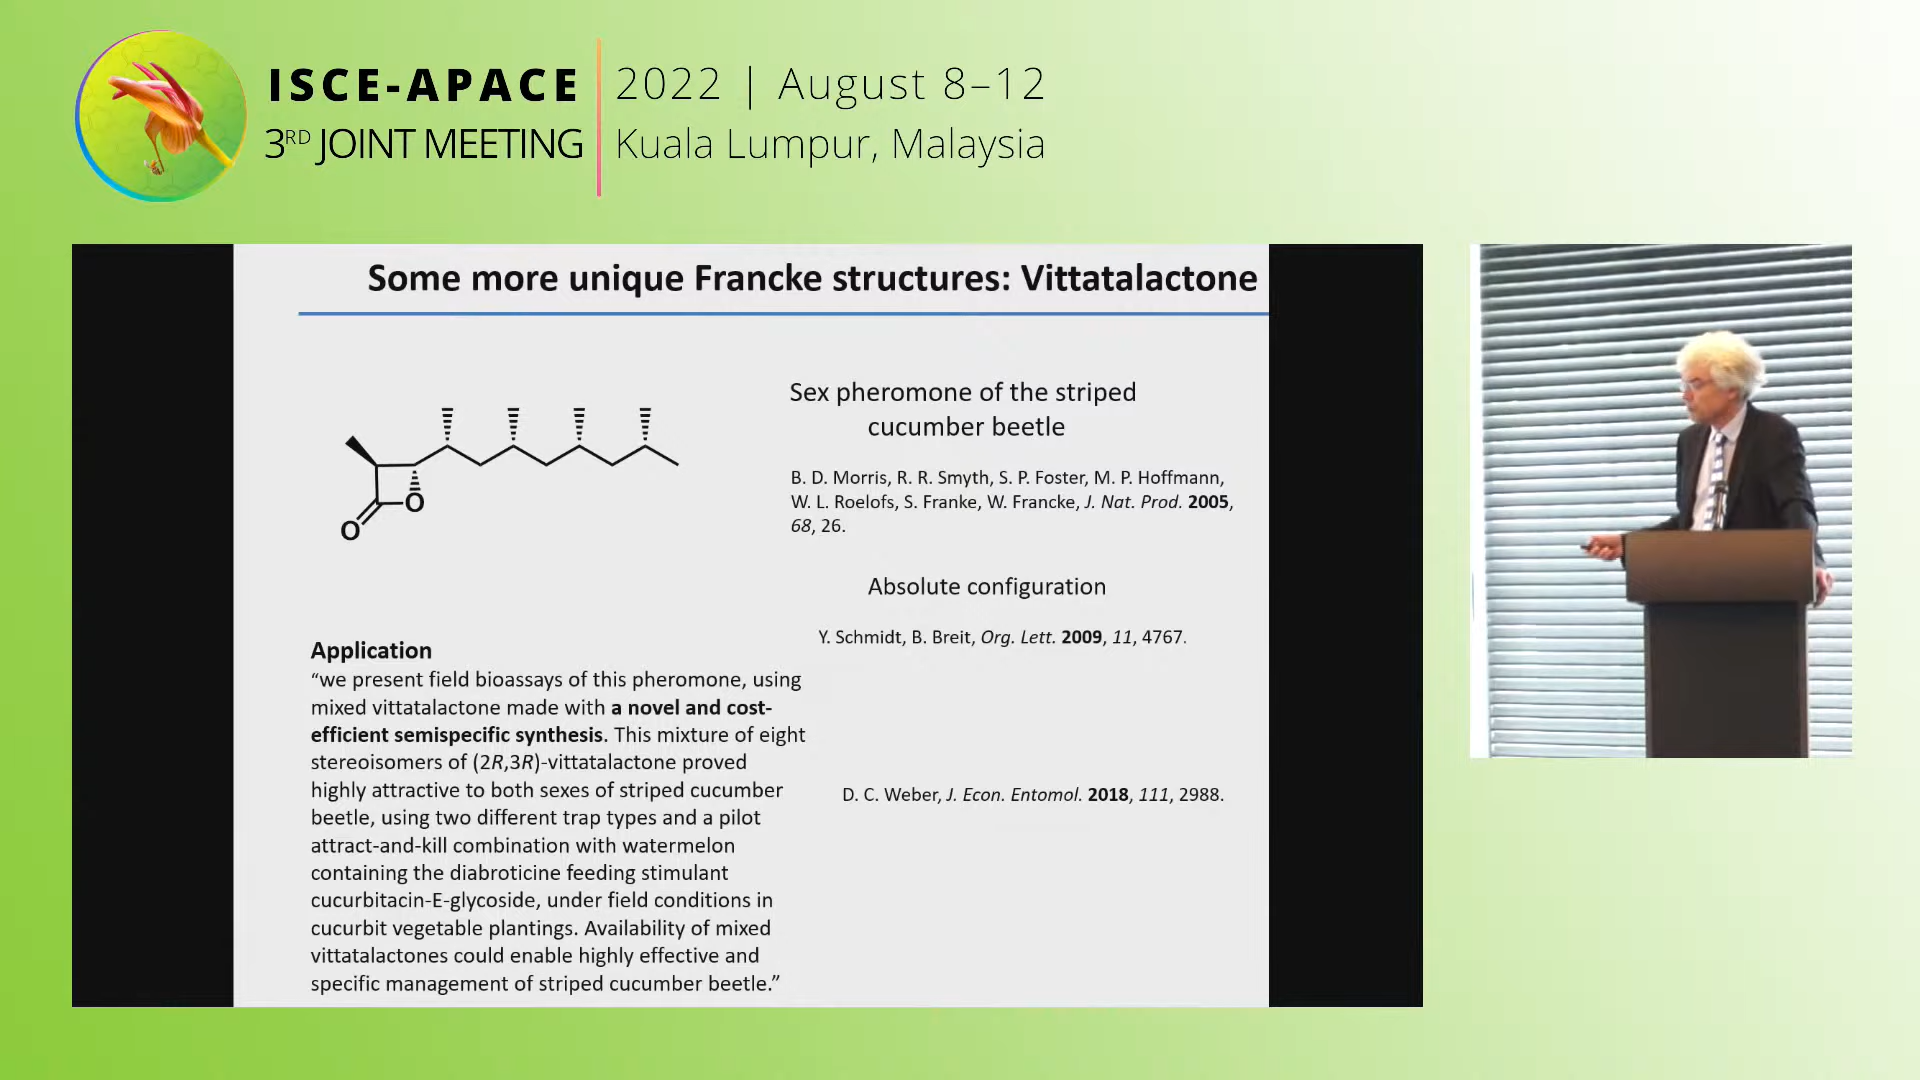 ISCE-APACE
3RD JOINT MEETING
2022 | August 8–12
Kuala Lumpur, Malaysia
Some more unique Francke structures: Vittatalactone
O
O
Sex pheromone of the striped
cucumber beetle
B. D. Morris, R. R. Smyth, S. P. Foster, M. P. Hoffmann,
W. L. Roelofs, S. Franke, W. Francke, J. Nat. Prod. 2005,
68, 26.
Absolute configuration
Y. Schmidt, B. Breit, Org. Lett. 2009, 11, 4767.
Application
“we present field bioassays of this pheromone, using
mixed vittatalactone made with a novel and cost-
efficient semispecific synthesis. This mixture of eight
stereoisomers of (2R,3R)-vittatalactone proved
highly attractive to both sexes of striped cucumber
beetle, using two different trap types and a pilot
attract-and-kill combination with watermelon
containing the diabroticine feeding stimulant
cucurbitacin-E-glycoside, under field conditions in
cucurbit vegetable plantings. Availability of mixed
vittatalactones could enable highly effective and
specific management of striped cucumber beetle.”
D. C. Weber, J. Econ. Entomol. 2018, 111, 2988.